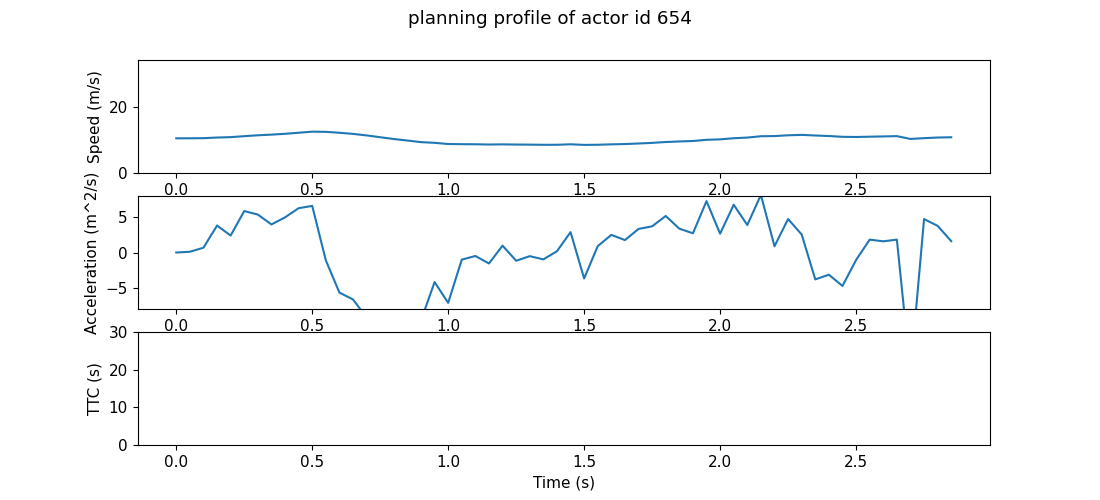 planning profile of actor id 654
Speed (m/s)
20
0
0.0 0.5 1.0 1.5 2.0 2.5
Acceleration (m^2/s)
5
0
−5
0.0 0.5 1.0 1.5 2.0 2.5
TTC (s)
30
20
10
0
0.0 0.5 1.0 1.5 2.0 2.5
Time (s)